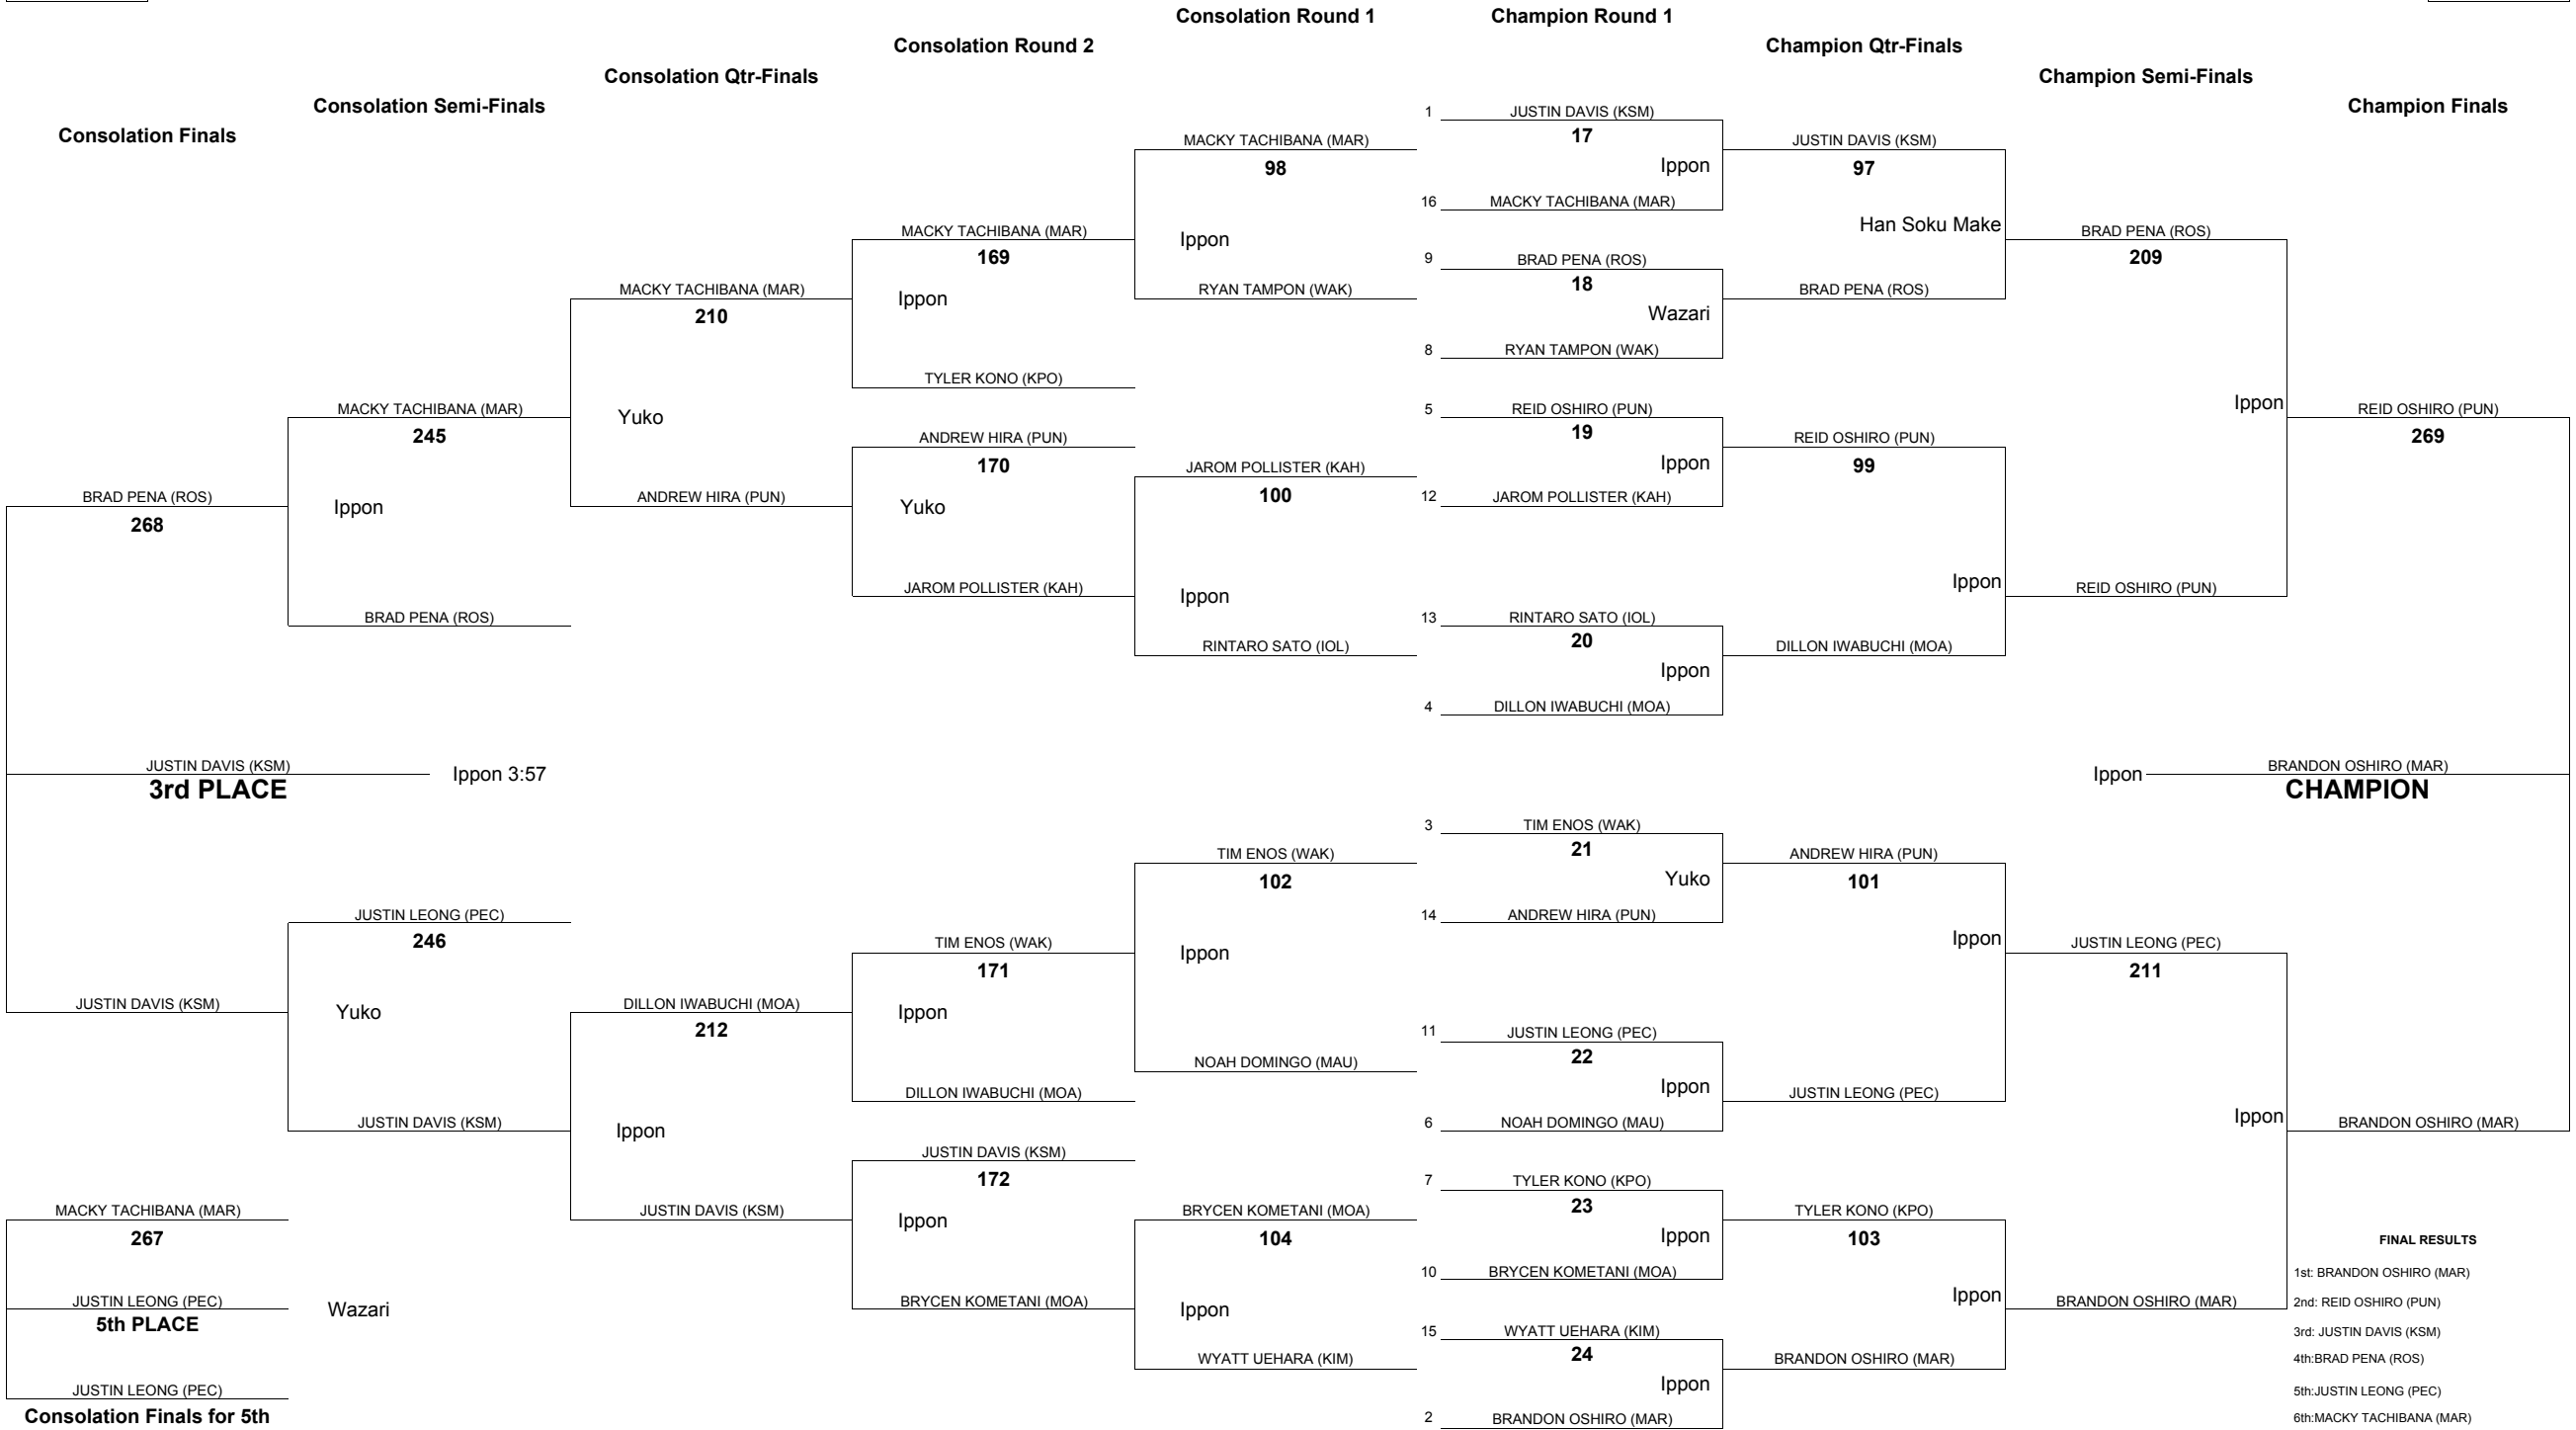 Consolation Round 1
Champion Round 1
Consolation Round 2
Champion Qtr-Finals
Consolation Qtr-Finals
Champion Semi-Finals
Consolation Semi-Finals
Champion Finals
Consolation Finals
1 JUSTIN DAVIS (KSM)
17
Ippon
16 MACKY TACHIBANA (MAR)
9 BRAD PENA (ROS)
18
Wazari
8 RYAN TAMPON (WAK)
5 REID OSHIRO (PUN)
19
Ippon
12 JAROM POLLISTER (KAH)
13 RINTARO SATO (IOL)
20
Ippon
4 DILLON IWABUCHI (MOA)
3 TIM ENOS (WAK)
21
Yuko
14 ANDREW HIRA (PUN)
11 JUSTIN LEONG (PEC)
22
Ippon
6 NOAH DOMINGO (MAU)
7 TYLER KONO (KPO)
23
Ippon
10 BRYCEN KOMETANI (MOA)
15 WYATT UEHARA (KIM)
24
Ippon
2 BRANDON OSHIRO (MAR)
JUSTIN DAVIS (KSM)
97
Han Soku Make
BRAD PENA (ROS)
REID OSHIRO (PUN)
99
Ippon
DILLON IWABUCHI (MOA)
ANDREW HIRA (PUN)
101
Ippon
JUSTIN LEONG (PEC)
TYLER KONO (KPO)
103
Ippon
BRANDON OSHIRO (MAR)
BRAD PENA (ROS)
209
Ippon
REID OSHIRO (PUN)
JUSTIN LEONG (PEC)
211
Ippon
BRANDON OSHIRO (MAR)
REID OSHIRO (PUN)
269
Ippon
BRANDON OSHIRO (MAR)
CHAMPION
BRANDON OSHIRO (MAR)
MACKY TACHIBANA (MAR)
98
Ippon
RYAN TAMPON (WAK)
JAROM POLLISTER (KAH)
100
Ippon
RINTARO SATO (IOL)
TIM ENOS (WAK)
102
Ippon
NOAH DOMINGO (MAU)
BRYCEN KOMETANI (MOA)
104
Ippon
WYATT UEHARA (KIM)
MACKY TACHIBANA (MAR)
169
Ippon
TYLER KONO (KPO)
ANDREW HIRA (PUN)
170
Yuko
JAROM POLLISTER (KAH)
TIM ENOS (WAK)
171
Ippon
DILLON IWABUCHI (MOA)
JUSTIN DAVIS (KSM)
172
Ippon
BRYCEN KOMETANI (MOA)
MACKY TACHIBANA (MAR)
210
Yuko
ANDREW HIRA (PUN)
DILLON IWABUCHI (MOA)
212
Ippon
JUSTIN DAVIS (KSM)
MACKY TACHIBANA (MAR)
245
Ippon
BRAD PENA (ROS)
JUSTIN LEONG (PEC)
246
Yuko
JUSTIN DAVIS (KSM)
BRAD PENA (ROS)
268
JUSTIN DAVIS (KSM)
3rd PLACE
Ippon 3:57
JUSTIN DAVIS (KSM)
MACKY TACHIBANA (MAR)
267
JUSTIN LEONG (PEC)
5th PLACE
Wazari
JUSTIN LEONG (PEC)
Consolation Finals for 5th
FINAL RESULTS
1st: BRANDON OSHIRO (MAR)
2nd: REID OSHIRO (PUN)
3rd: JUSTIN DAVIS (KSM)
4th:BRAD PENA (ROS)
5th:JUSTIN LEONG (PEC)
6th:MACKY TACHIBANA (MAR)